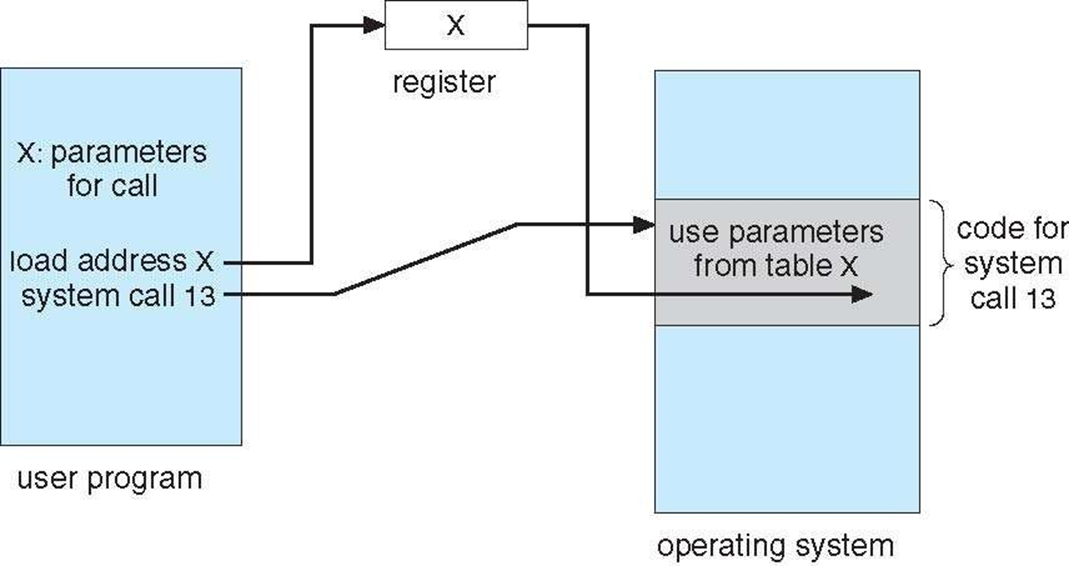 X
register
X: parameters
for call
load address X
system call 13
use parameters
from table X
code for
system
call 13
user program
operating system